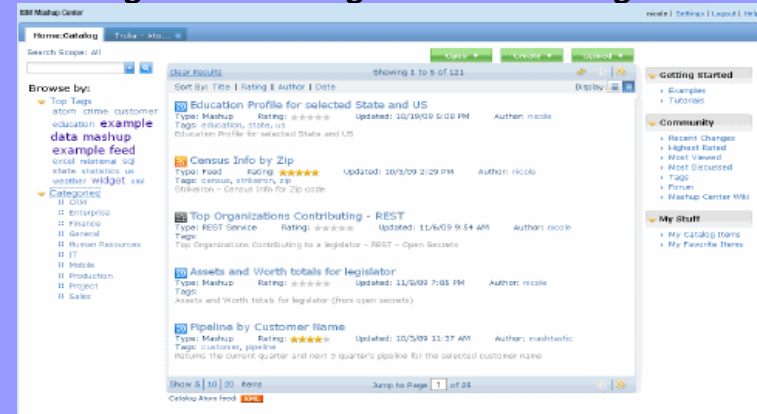 IBM Mashup Center
nicole | Settings | Logout | Help
Home:Catalog
Search Scope: All
Upload
Browse by:
Top Tags
atom crime customer
education example
data mashup
example feed
excel relational sql
state statistics us
weather widget xml
Categories
CRM
Enterprise
Finance
General
Human Resources
IT
Mobile
Production
Project
Sales
Clear Results
Showing 1 to 5 of 121
Sort By: Title | Rating | Author | Date
Display:
Education Profile for selected State and US
Type: Mashup Rating: Updated: 10/19/09 5:08 PM Author: nicole
Tags: education, state, us
Education Profile for selected State and US
Census Info by Zip
Type: Feed Rating: Updated: 10/3/09 2:29 PM Author: nicole
Tags: census, strikeiron, zip
StrikeIron - Census Info for Zip code
Top Organizations Contributing - REST
Type: REST Service Rating: Updated: 11/6/09 9:54 AM Author: nicole
Tags:
Top Organizations Contributing to a legislator - REST - Open Secrets
Assets and Worth totals for legislator
Type: Mashup Rating: Updated: 11/5/09 7:05 PM Author: nicole
Tags:
Assets and Worth totals for legislator (from open secrets)
Pipeline by Customer Name
Type: Mashup Rating: Updated: 10/3/09 11:37 AM Author: mashtastic
Tags: customer, pipeline
Returns the current quarter and next 3 quarter's pipeline for the selected customer name
Show 5 | 10 | 20 items
Jump to Page 1 of 25
Catalog Atom feed: XML
Getting Started
Examples
Tutorials
Community
Recent Changes
Highest Rated
Most Viewed
Most Discussed
Tags
Forum
Mashup Center Wiki
My Stuff
My Catalog Items
My Favorite Items